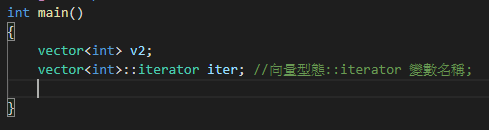 int main()
{
vector<int> v2;
vector<int>::iterator iter; //向量型態::iterator 變數名稱;
}